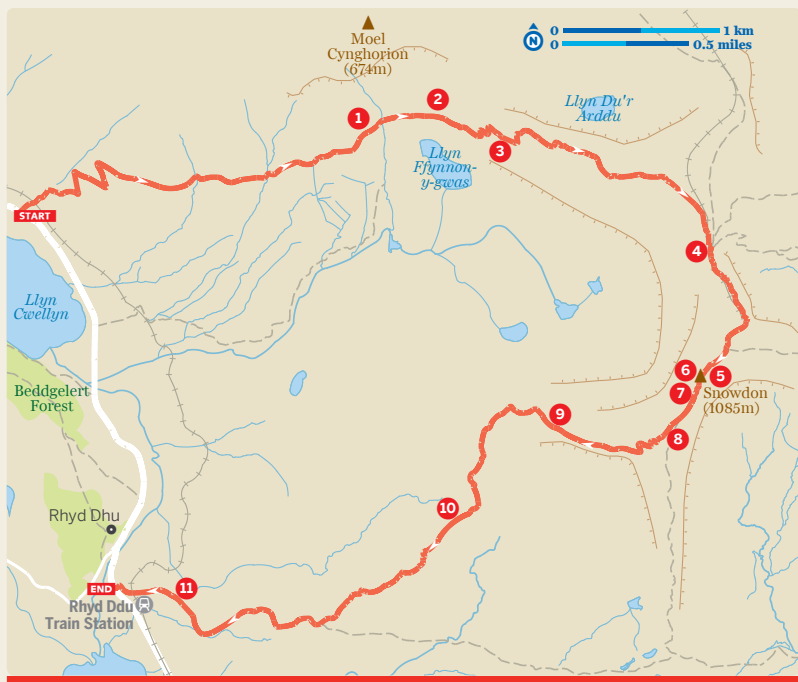 Moel
Cynghorion
(674m)
N
0 1 km
0 0.5 miles
1
2
3
Llyn Du'r
Arddu
Llyn
Ffynnon-
y-gwas
START
4
Llyn
Cwellyn
Beddgelert
Forest
6
5
7
Snowdon
(1085m)
8
9
10
Rhyd Dhu
END
11
Rhyd Ddu
Train Station